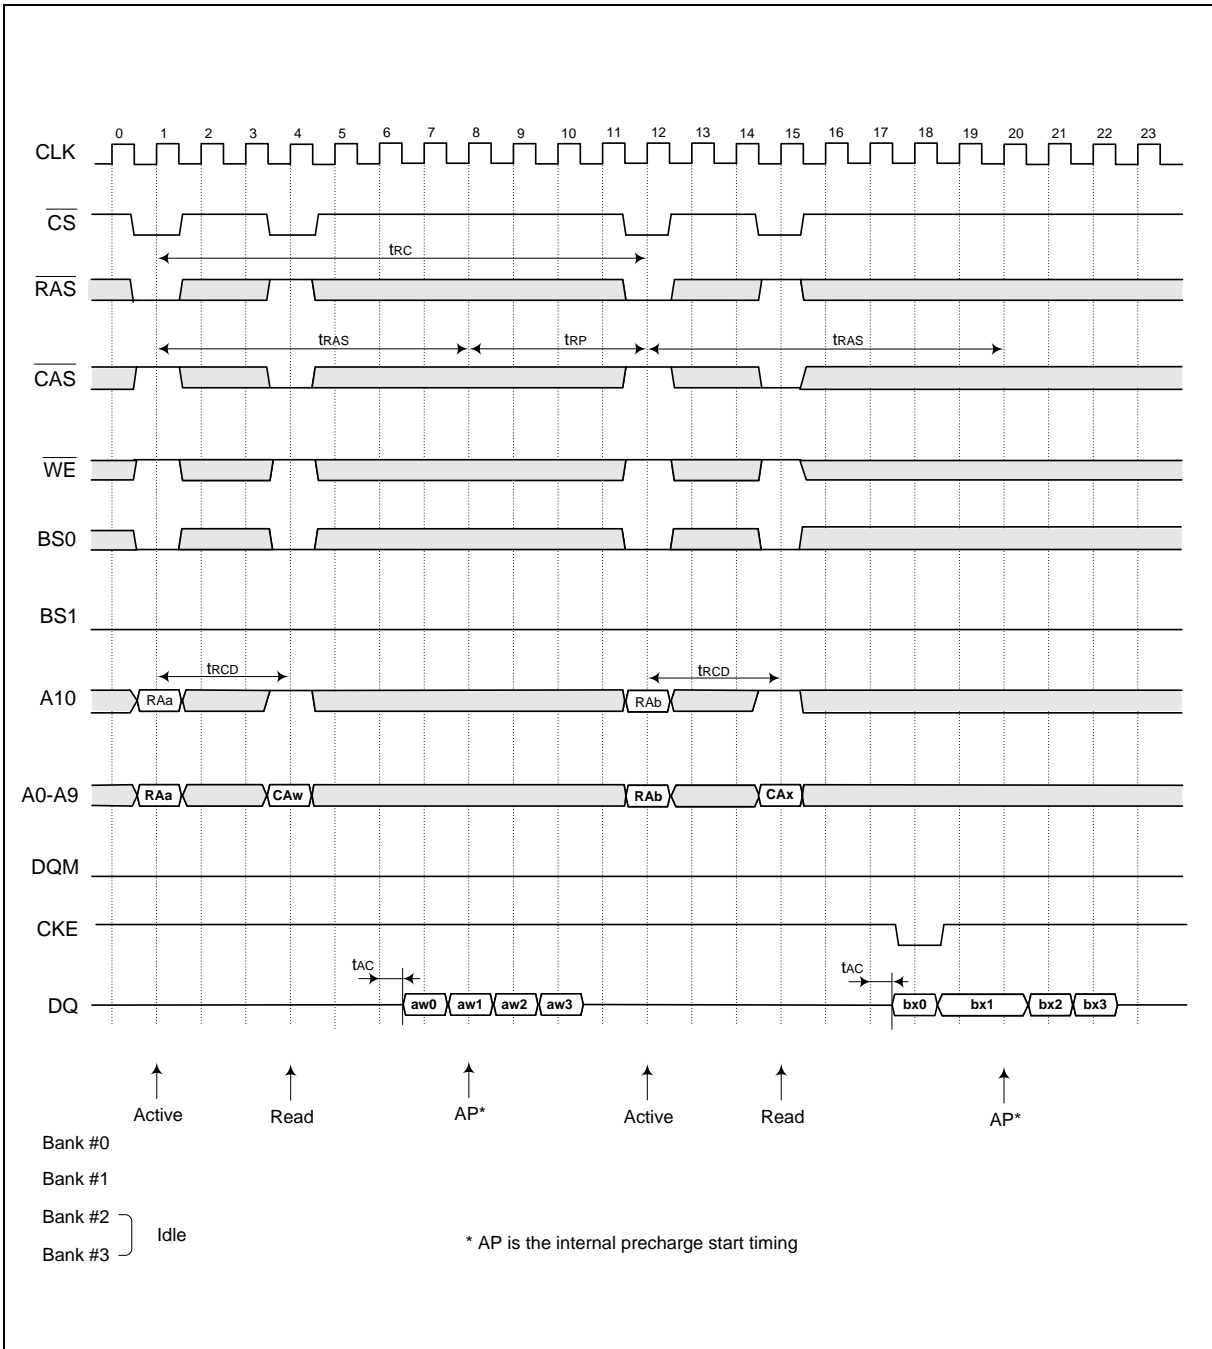 0 1 2 3 4 5 6 7 8 9 10 11 12 13 14 15 16 17 18 19 20 21 22 23
CLK
CS
tRC
RAS
tRAS tRP tRAS
CAS
WE
BS0
BS1
tRCD tRCD
A10 RAa RAb
A0-A9 RAa CAw RAb CAx
DQM
CKE
tAC tAC
DQ aw0 aw1 aw2 aw3 bx0 bx1 bx2 bx3
Active Read AP* Active Read AP*
Bank #0
Bank #1
Bank #2
Idle
Bank #3
* AP is the internal precharge start timing